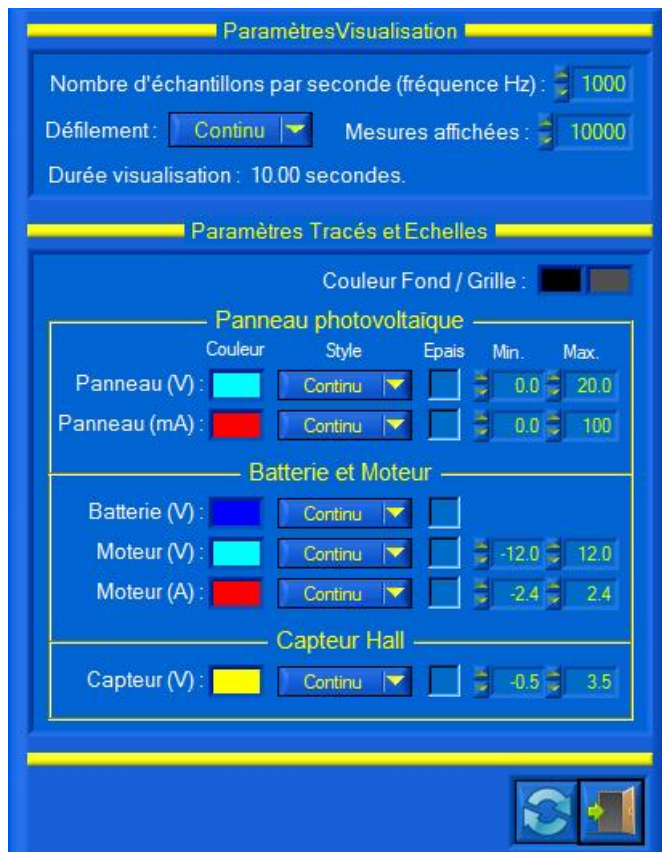 ParamètresVisualisation
Nombre d'échantillons par seconde (fréquence Hz) : 1000
Défilement : Continu Mesures affichées : 10000
Durée visualisation : 10.00 secondes.
Paramètres Tracés et Echelles
Couleur Fond / Grille :
Panneau photovoltaïque
Couleur Style Epais Min. Max.
Panneau (V) : Continu 0.0 20.0
Panneau (mA) : Continu 0.0 100
Batterie et Moteur
Batterie (V) : Continu
Moteur (V) : Continu -12.0 12.0
Moteur (A) : Continu -2.4 2.4
Capteur Hall
Capteur (V) : Continu -0.5 3.5